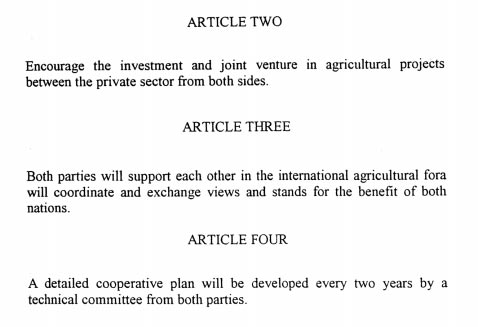 ARTICLE TWO
Encourage the investment and joint venture in agricultural projects
between the private sector from both sides.
ARTICLE THREE
Both parties will support each other in the international agricultural fora
will coordinate and exchange views and stands for the benefit of both
nations.
ARTICLE FOUR
A detailed cooperative plan will be developed every two years by a
technical committee from both parties.